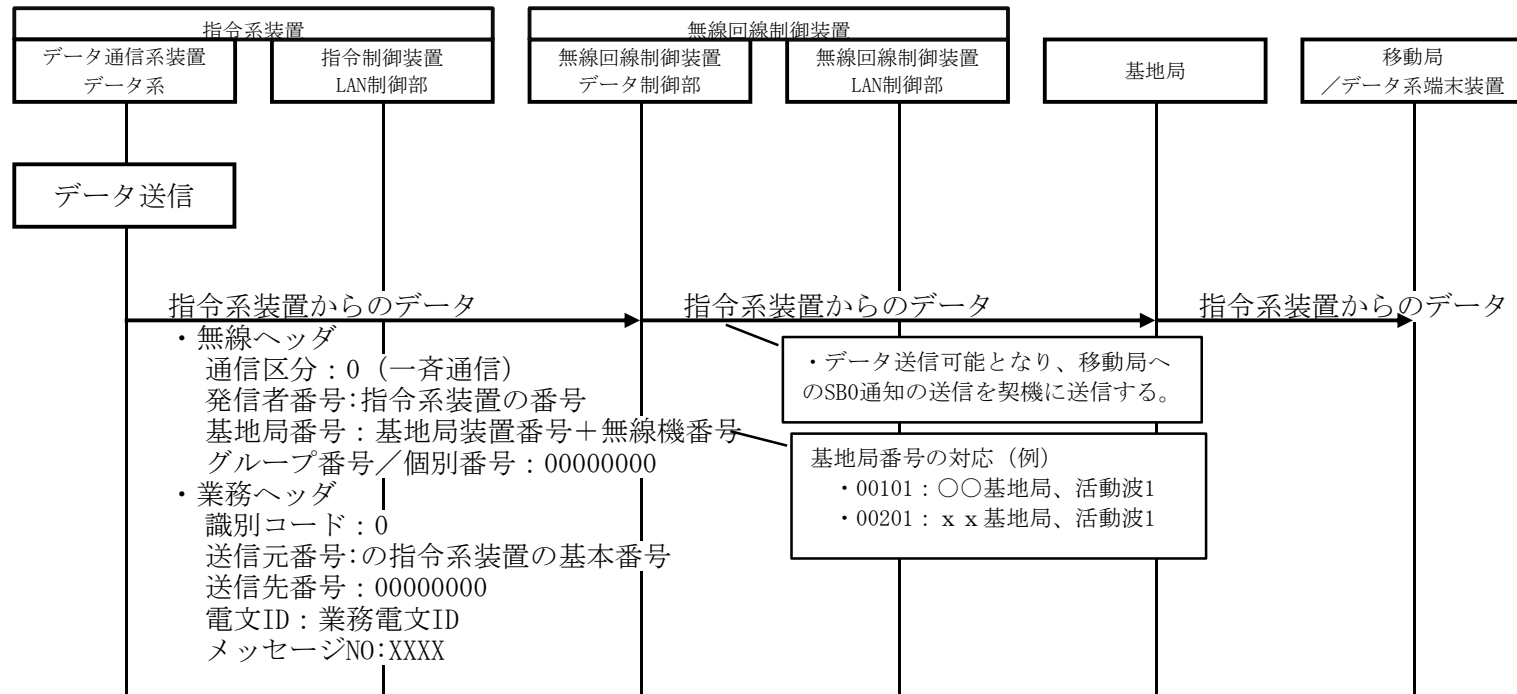 指令系装置
無線回線制御装置
データ通信系装置
データ系
指令制御装置
LAN制御部
無線回線制御装置
データ制御部
無線回線制御装置
LAN制御部
基地局
移動局
／データ系端末装置
データ送信
指令系装置からのデータ
指令系装置からのデータ
指令系装置からのデータ
・無線ヘッダ
通信区分：0（一斉通信）
発信者番号:指令系装置の番号
基地局番号：基地局装置番号＋無線機番号
グループ番号／個別番号：00000000
・業務ヘッダ
識別コード：0
送信元番号:の指令系装置の基本番号
送信先番号：00000000
電文ID：業務電文ID
メッセージNO:XXXX
・データ送信可能となり、移動局へ
のSB0通知の送信を契機に送信する。
基地局番号の対応（例）
・00101：○○基地局、活動波1
・00201：ｘｘ基地局、活動波1